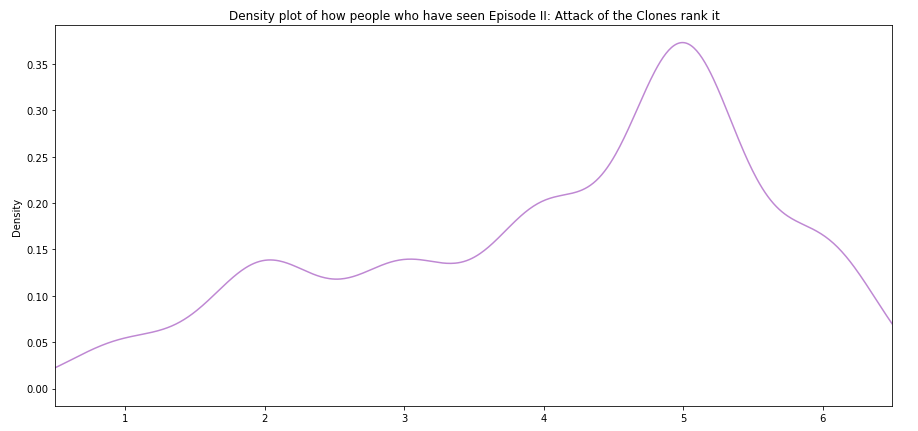 Density plot of how people who have seen Episode II: Attack of the Clones rank it
0.35
0.30
0.25
0.20
0.15
0.10
0.05
0.00
Density
1 2 3 4 5 6